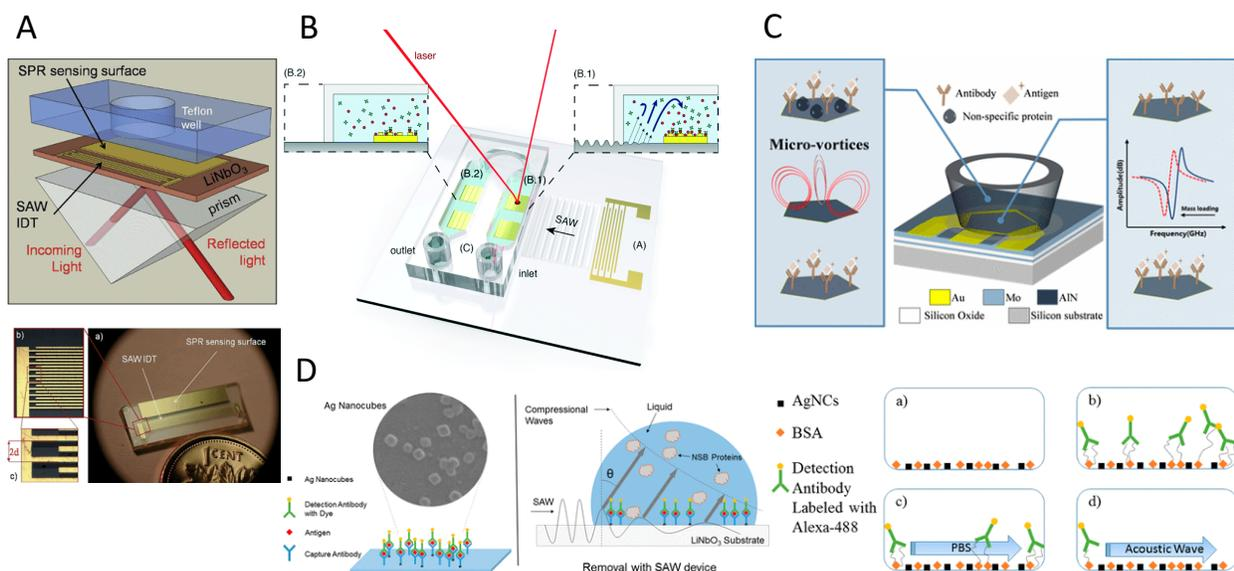 A
SPR sensing surface
Teflon
well
LiNbO3
prism
SAW
IDT
Incoming
Light
Reflected
light
b)
a)
SPR sensing surface
SAW IDT
2d
c)
1 CENT
B
laser
(B.2)
(B.1)
(B.2)
(B.1)
SAW
(A)
(C)
outlet
inlet
C
Antibody
Antigen
Non-specific protein
Micro-vortices
Amplitude(dB)
Mass loading
Frequency(GHz)
Au
Mo
AlN
Silicon Oxide
Silicon substrate
D
Ag Nanocubes
Ag Nanocubes
Detection Antibody
with Dye
Antigen
Capture Antibody
Compressional
Waves
Liquid
θ
NSB Proteins
SAW
LiNbO3 Substrate
Removal with SAW device
AgNCs
BSA
Detection
Antibody
Labeled with
Alexa-488
a)
b)
c)
PBS
d)
Acoustic Wave